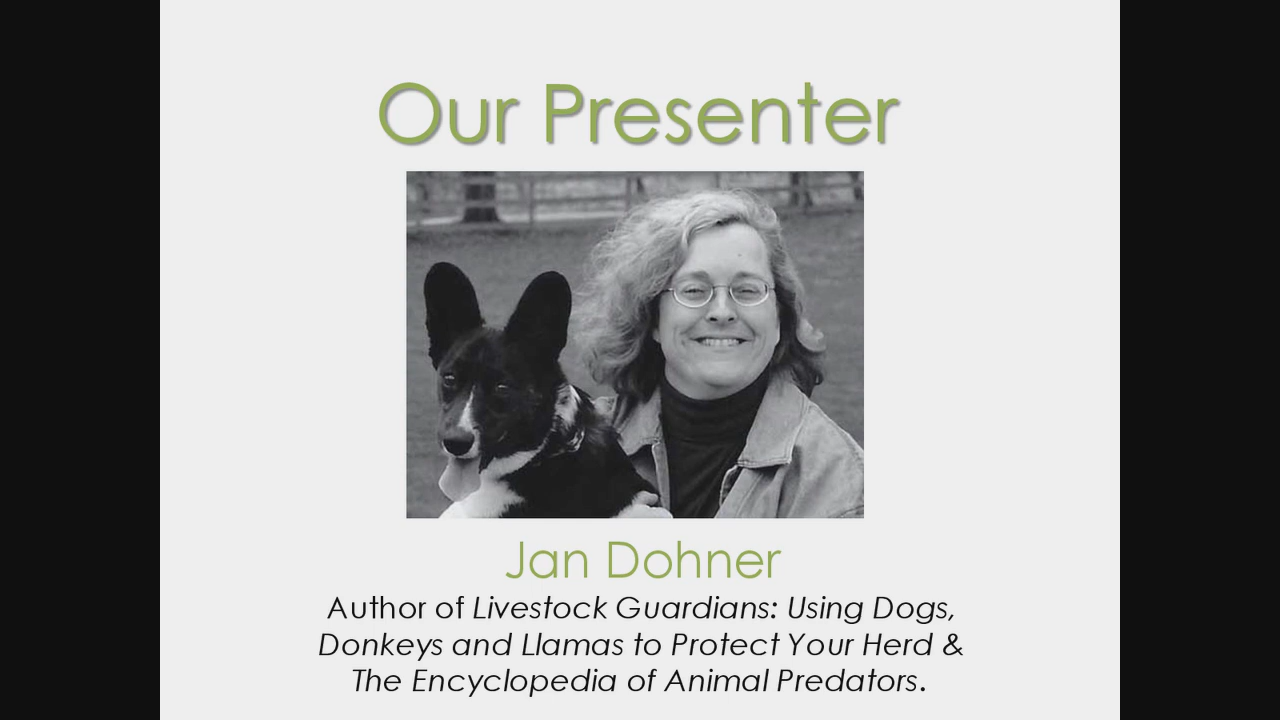 Our Presenter
Jan Dohner
Author of Livestock Guardians: Using Dogs,
Donkeys and Llamas to Protect Your Herd &
The Encyclopedia of Animal Predators.